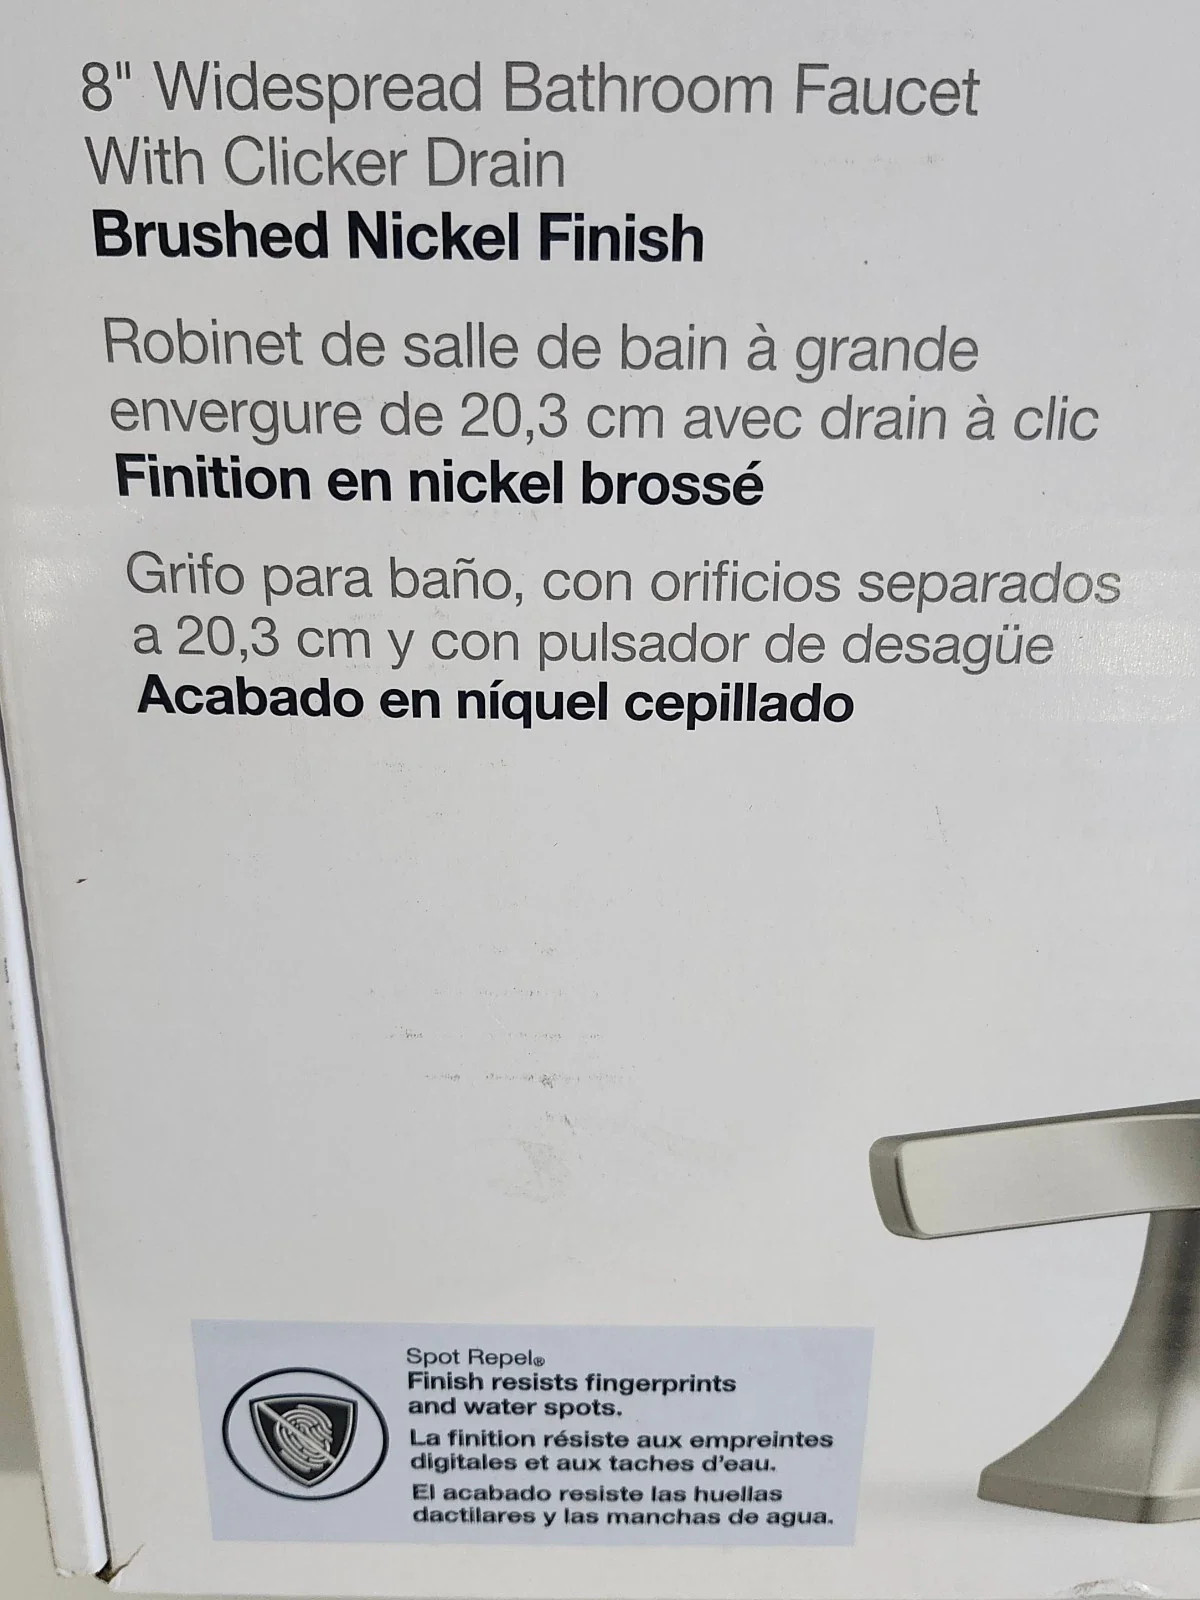 8" Widespread Bathroom Faucet
With Clicker Drain
Brushed Nickel Finish
Robinet de salle de bain à grande
envergure de 20,3 cm avec drain à clic
Finition en nickel brossé
Grifo para baño, con orificios separados
a 20,3 cm y con pulsador de desagüe
Acabado en níquel cepillado
Spot Repel®
Finish resists fingerprints
and water spots.
La finition résiste aux empreintes
digitales et aux taches d'eau.
El acabado resiste las huellas
dactilares y las manchas de agua.